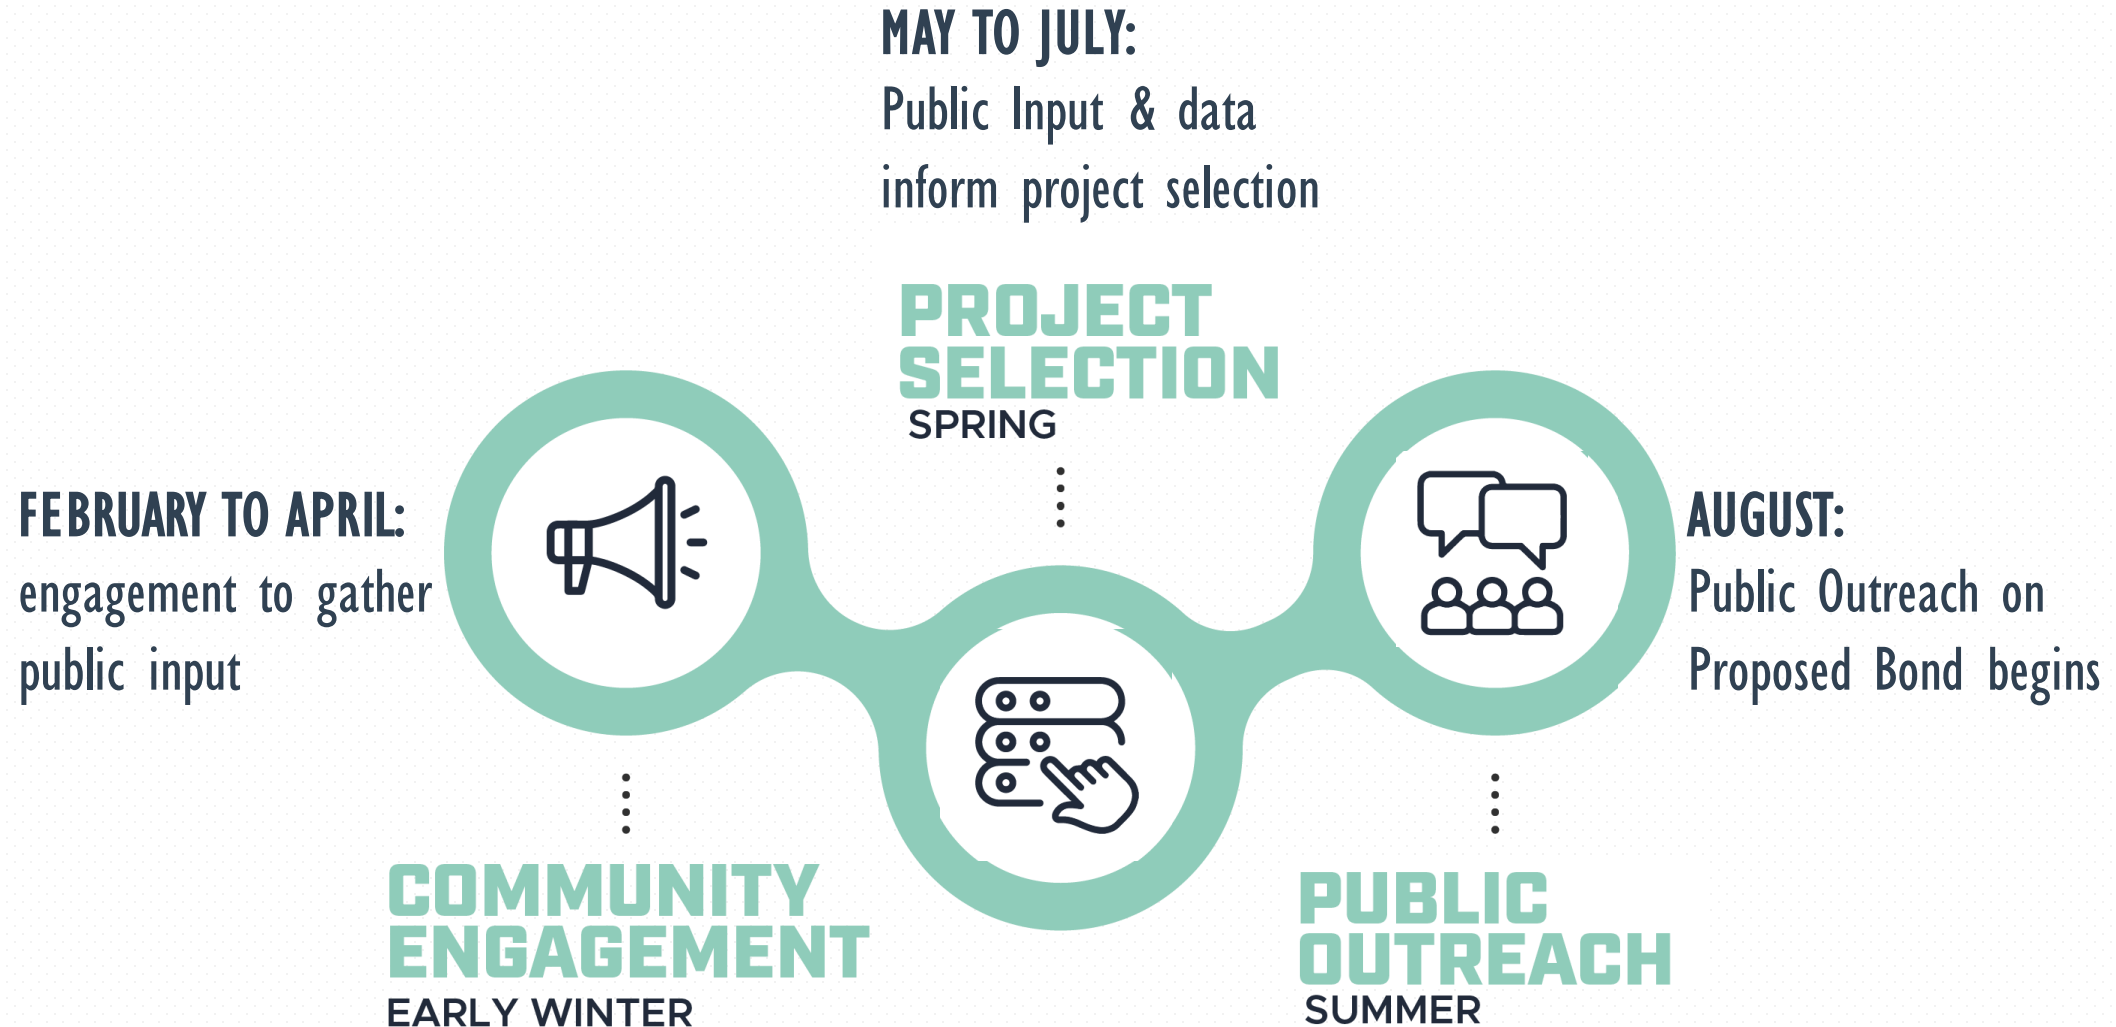 MAY TO JULY:
Public Input & data
inform project selection
PROJECT
SELECTION
SPRING
FEBRUARY TO APRIL:
engagement to gather
public input
AUGUST:
Public Outreach on
Proposed Bond begins
COMMUNITY
ENGAGEMENT
EARLY WINTER
PUBLIC
OUTREACH
SUMMER